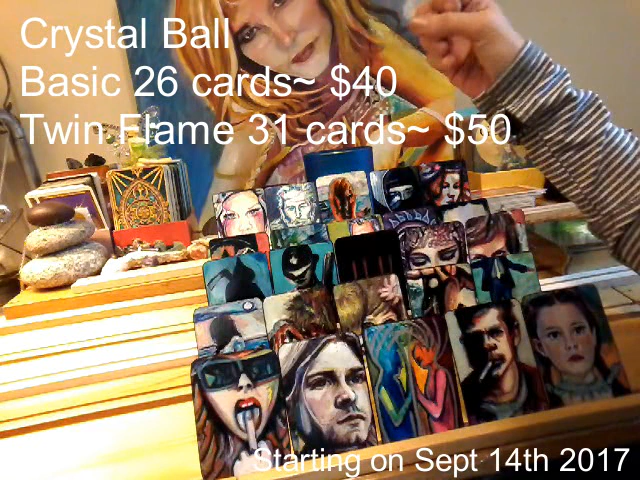 Crystal Ball
Basic 26 cards~ $40
Twin Flame 31 cards~ $50
Starting on Sept 14th 2017